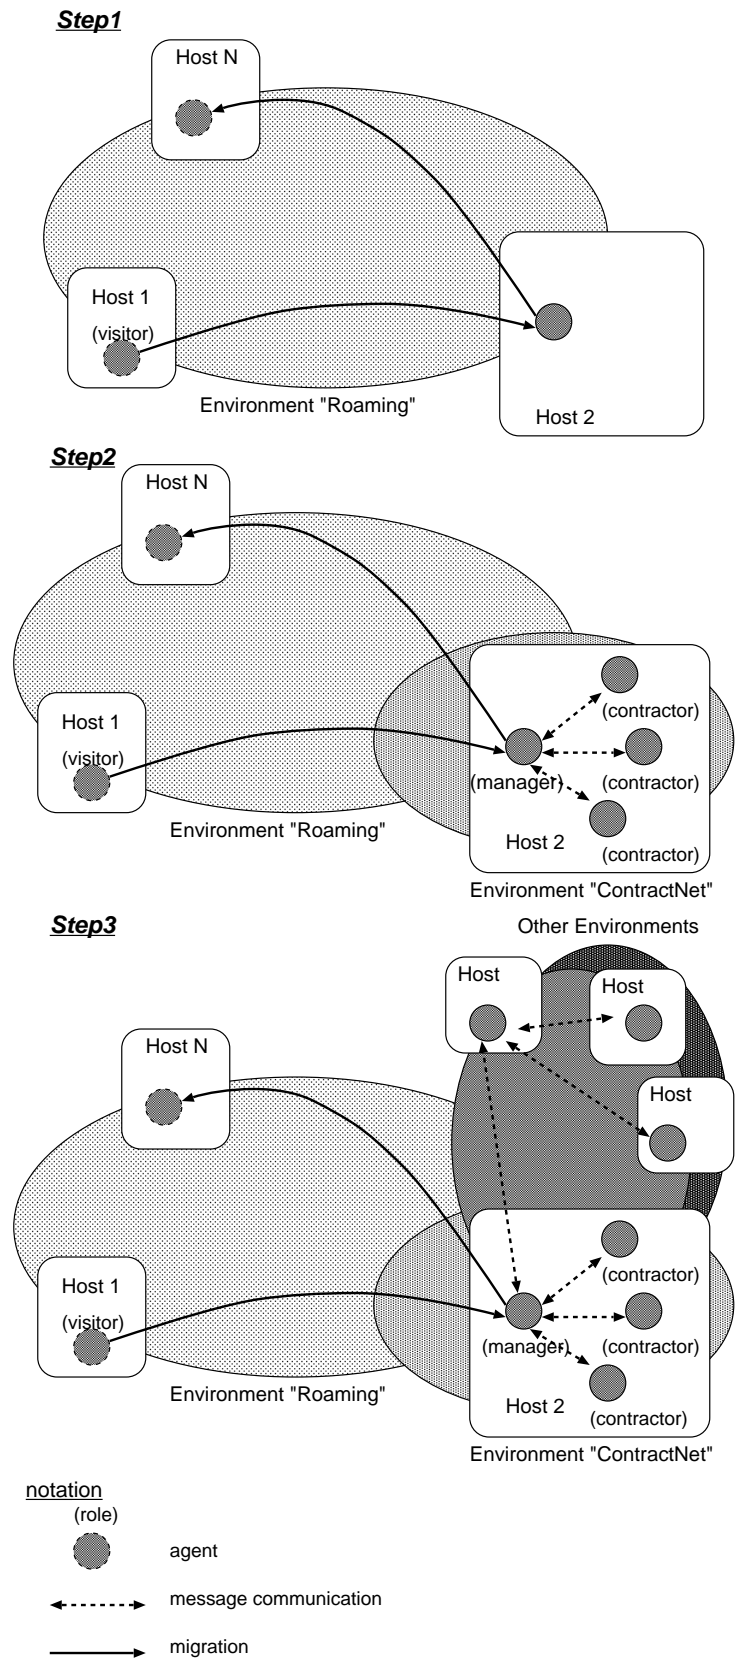 Step1
Host N
Host 1
(visitor)
Environment "Roaming"
Host 2
Step2
Host N
Host 1
(visitor)
(contractor)
(manager)
(contractor)
Host 2
(contractor)
Environment "Roaming"
Environment "ContractNet"
Step3
Other Environments
Host
Host
Host N
Host
Host 1
(visitor)
(contractor)
(manager)
(contractor)
Host 2
(contractor)
Environment "Roaming"
Environment "ContractNet"
notation
(role)
agent
message communication
migration